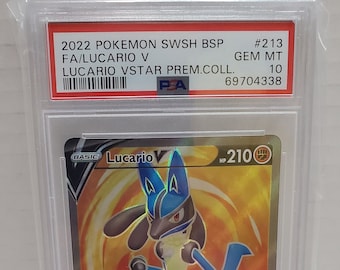 2022 POKEMON SWSH BSP #213
FA/LUCARIO V GEM MT
LUCARIO VSTAR PREM.COLL. 10
PSA 69704338
BASIC Lucario V HP 210